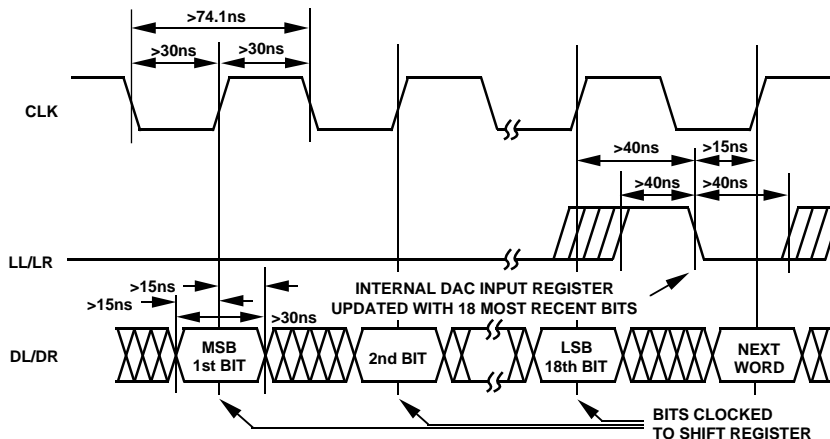 >74.1ns
>30ns >30ns
CLK
>40ns >15ns
>40ns >40ns
LL/LR
>15ns
>15ns
>30ns
INTERNAL DAC INPUT REGISTER
UPDATED WITH 18 MOST RECENT BITS
DL/DR
MSB
1st BIT
2nd BIT
LSB
18th BIT
NEXT
WORD
BITS CLOCKED
TO SHIFT REGISTER